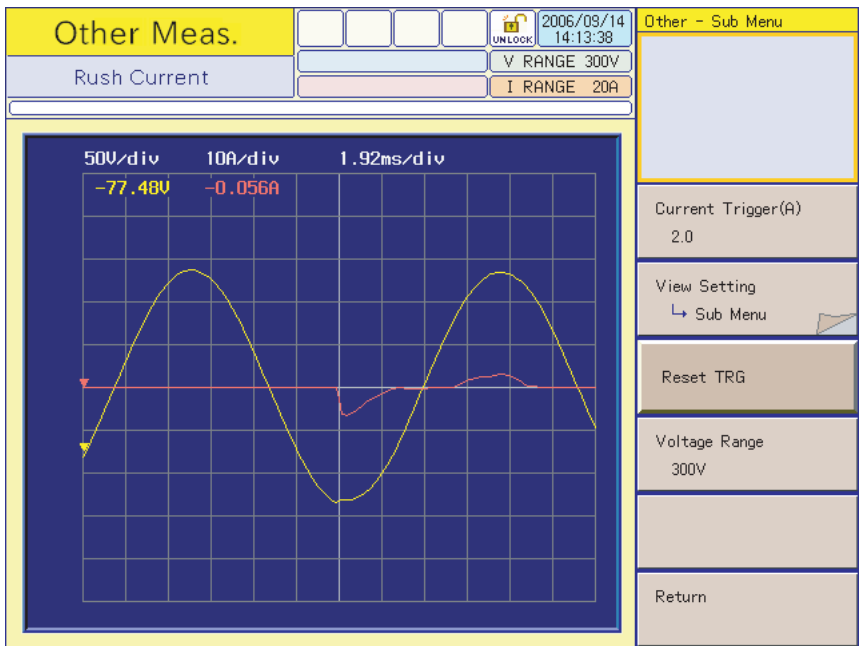 Other Meas.
Rush Current
UNLOCK
2006/09/14
14:13:38
V RANGE 300V
I RANGE 20A
50V/div 10A/div 1.92ms/div
-77.48V -0.056A
Other - Sub Menu
Current Trigger(A)
2.0
View Setting
Sub Menu
Reset TRG
Voltage Range
300V
Return